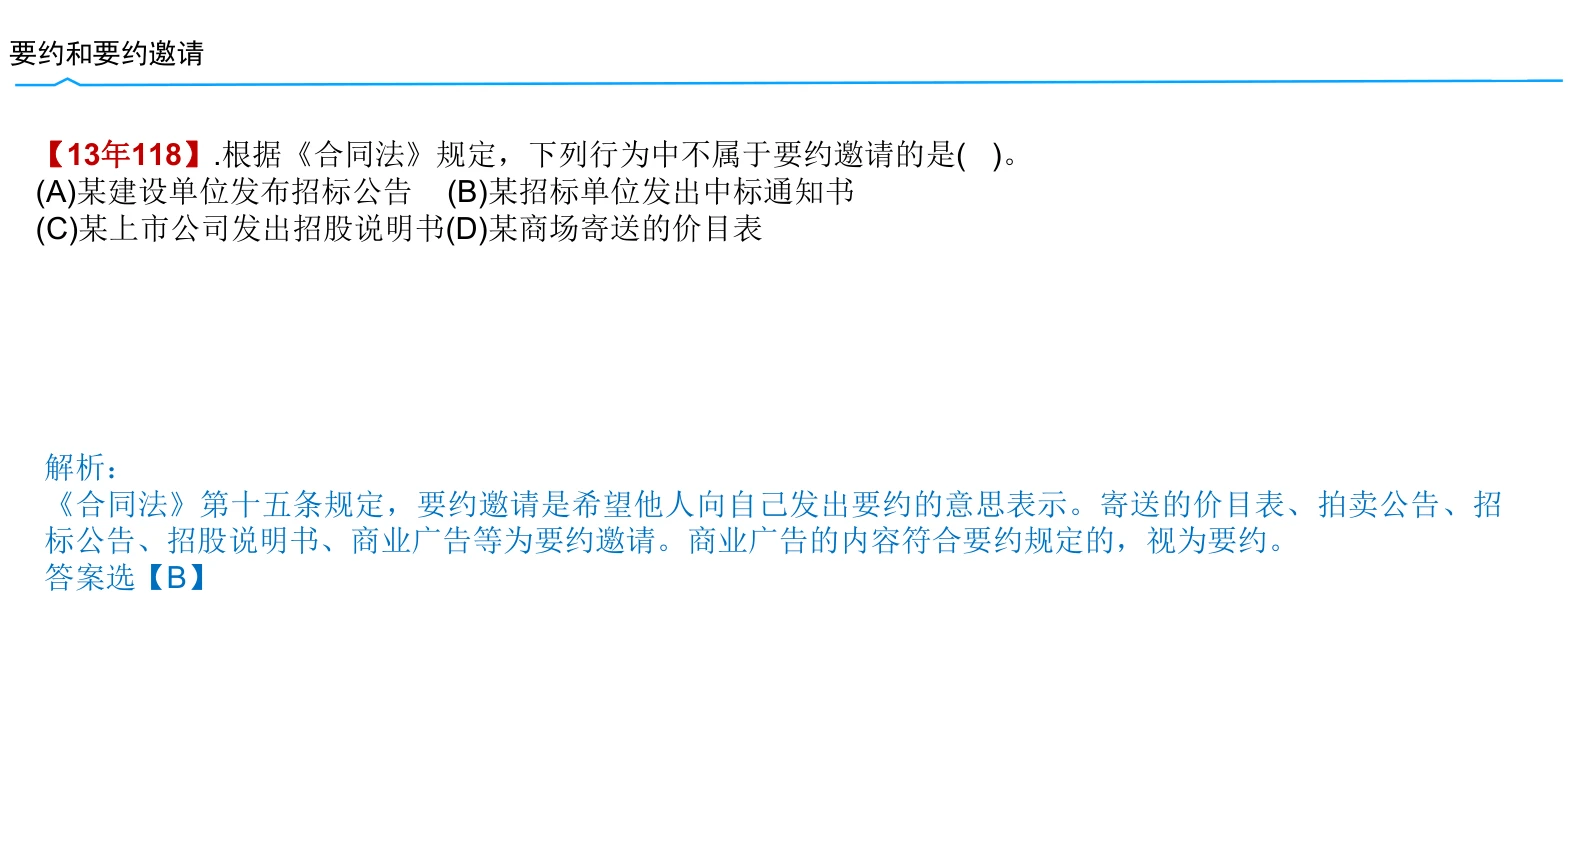 要约和要约邀请
【13年118】.根据《合同法》规定，下列行为中不属于要约邀请的是(   )。
(A)某建设单位发布招标公告    (B)某招标单位发出中标通知书
(C)某上市公司发出招股说明书(D)某商场寄送的价目表
解析：
《合同法》第十五条规定，要约邀请是希望他人向自己发出要约的意思表示。寄送的价目表、拍卖公告、招
标公告、招股说明书、商业广告等为要约邀请。商业广告的内容符合要约规定的，视为要约。
答案选【B】